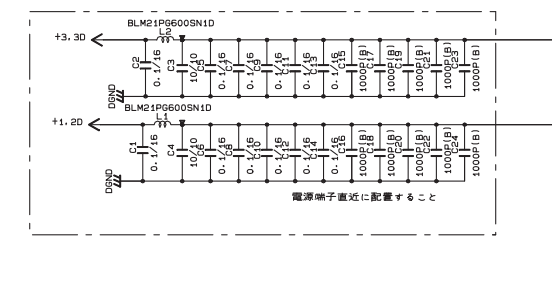 BLM21PG600SN1D
L2
+3.3D
C2
0.1/16
C3
10/10
C5
0.1/16
C7
0.1/16
C9
0.1/16
C11
0.1/16
C13
0.1/16
C15
1000P(B)
C17
1000P(B)
C19
1000P(B)
C21
1000P(B)
C23
1000P(B)
DGND
BLM21PG600SN1D
L1
+1.2D
C1
0.1/16
C4
10/10
C6
0.1/16
C8
0.1/16
C10
0.1/16
C12
0.1/16
C14
0.1/16
C16
1000P(B)
C18
1000P(B)
C20
1000P(B)
C22
1000P(B)
C24
1000P(B)
DGND
電源端子直近に配置すること